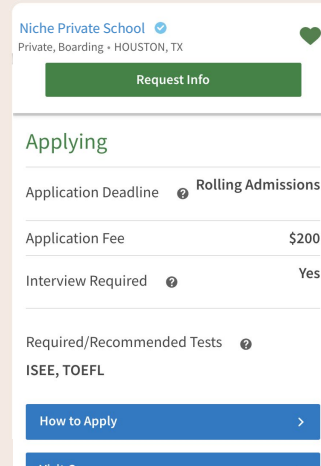 Niche Private School
Private, Boarding • HOUSTON, TX
Request Info
Applying
Application Deadline ? Rolling Admissions
Application Fee $200
Interview Required ? Yes
Required/Recommended Tests ?
ISEE, TOEFL
How to Apply >